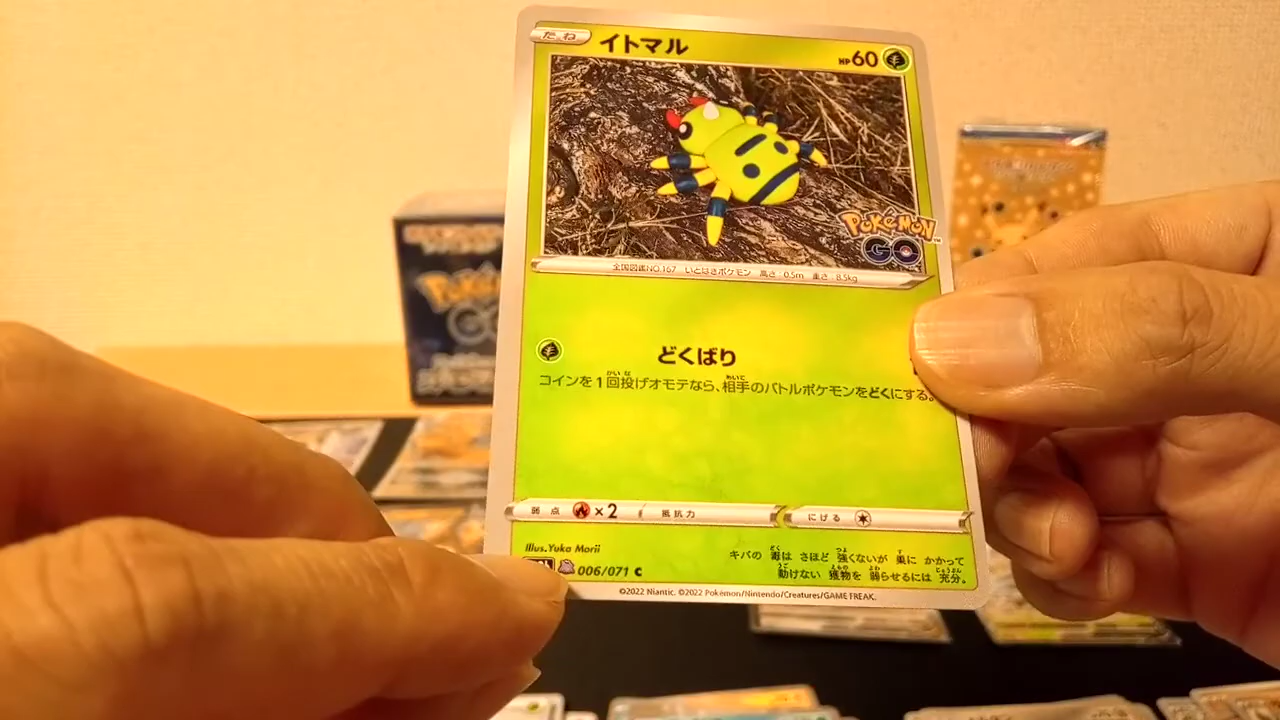 たね イトマル HP60
Pokémon GO
全国図鑑NO.167 いとはきポケモン 高さ:0.5m 重さ:8.5kg
どくばり
コインを1回投げオモテなら、相手のバトルポケモンをどくにする。
弱点 ×2 抵抗力 にげる
Illus.Yuka Morii
006/071 C
キバの 毒は さほど 強くないが 巣に かかって
動けない 獲物を 弱らせるには 充分。
©2022 Niantic. ©2022 Pokémon/Nintendo/Creatures/GAME FREAK.